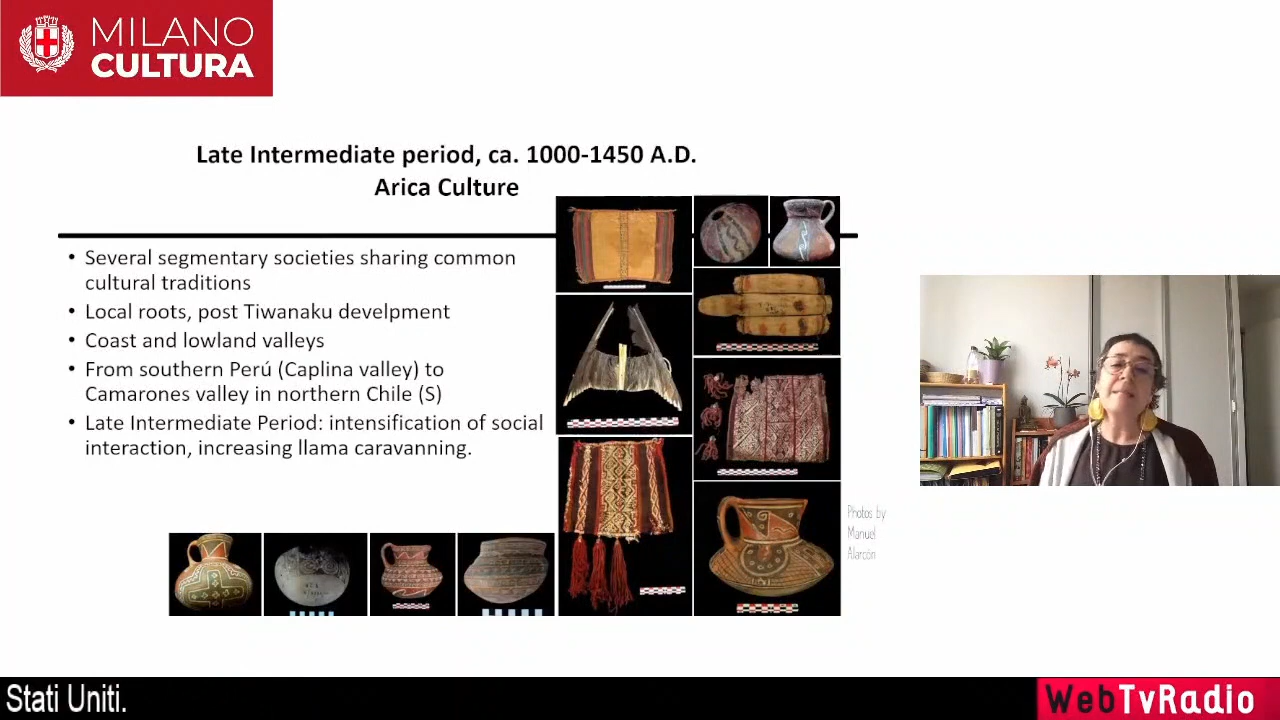 MILANO
CULTURA
Late Intermediate period, ca. 1000-1450 A.D.
Arica Culture
• Several segmentary societies sharing common
cultural traditions
• Local roots, post Tiwanaku develpment
• Coast and lowland valleys
• From southern Perú (Caplina valley) to
Camarones valley in northern Chile (S)
• Late Intermediate Period: intensification of social
interaction, increasing llama caravanning.
Photos by
Manuel
Alarcón
Stati Uniti.
WebTvRadio